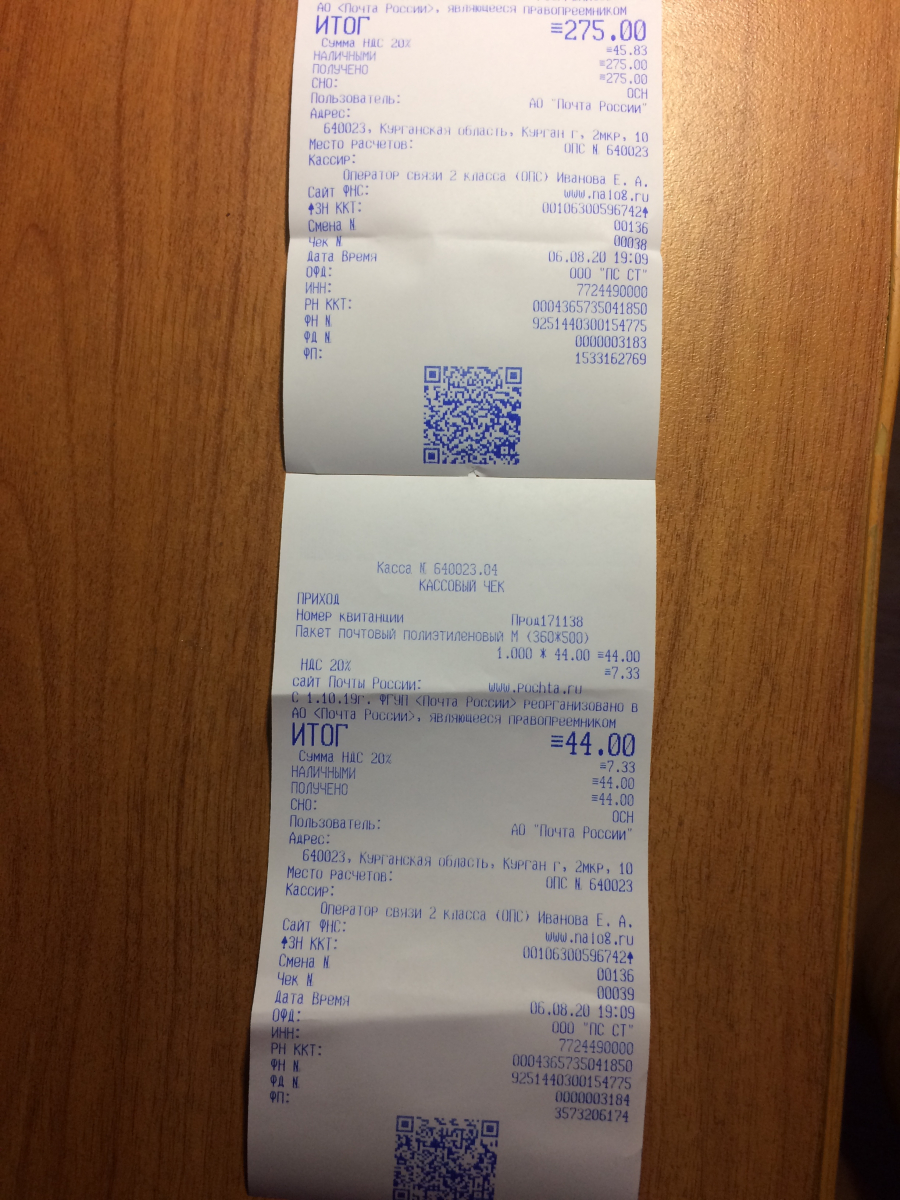 АО <Почта России>, являющееся правопреемником
ИТОГ ≡275.00
Сумма НДС 20% ≡45.83
НАЛИЧНЫМИ ≡275.00
ПОЛУЧЕНО ≡275.00
СНО: ОСН
Пользователь: АО "Почта России"
Адрес:
640023, Курганская область, Курган г, 2мкр, 10
Место расчетов: ОПС N 640023
Кассир:
Оператор связи 2 класса (ОПС) Иванова Е. А.
Сайт ФНС: www.nalog.ru
ЗН ККТ: 00106300596742
Смена N 00136
Чек N 00038
Дата Время 06.08.20 19:09
ОФД: ООО "ПС СТ"
ИНН: 7724490000
РН ККТ: 0004365735041850
ФН N 9251440300154775
ФД N 0000003183
ФП: 1533162769
Касса N 640023.04
КАССОВЫЙ ЧЕК
ПРИХОД
Номер квитанции Прод171138
Пакет почтовый полиэтиленовый М (360*500)
1.000 * 44.00 ≡44.00
НДС 20% ≡7.33
сайт Почты России: www.pochta.ru
С 1.10.19г. ФГУП <Почта России> реорганизовано в
АО <Почта России>, являющееся правопреемником
ИТОГ ≡44.00
Сумма НДС 20% ≡7.33
НАЛИЧНЫМИ ≡44.00
ПОЛУЧЕНО ≡44.00
СНО: ОСН
Пользователь: АО "Почта России"
Адрес:
640023, Курганская область, Курган г, 2мкр, 10
Место расчетов: ОПС N 640023
Кассир:
Оператор связи 2 класса (ОПС) Иванова Е. А.
Сайт ФНС: www.nalog.ru
ЗН ККТ: 00106300596742
Смена N 00136
Чек N 00039
Дата Время 06.08.20 19:09
ОФД: ООО "ПС СТ"
ИНН: 7724490000
РН ККТ: 0004365735041850
ФН N 9251440300154775
ФД N 0000003184
ФП: 3573206174